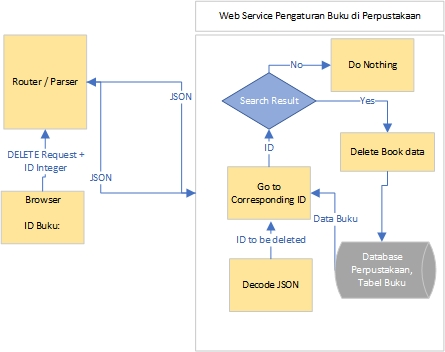 Web Service Pengaturan Buku di Perpustakaan
Router / Parser
JSON
No
Do Nothing
Search Result
Yes
DELETE Request +
ID Integer
JSON
ID
Delete Book data
Browser
ID Buku:
Go to
Corresponding ID
Data Buku
ID to be deleted
Database
Perpustakaan,
Tabel Buku
Decode JSON